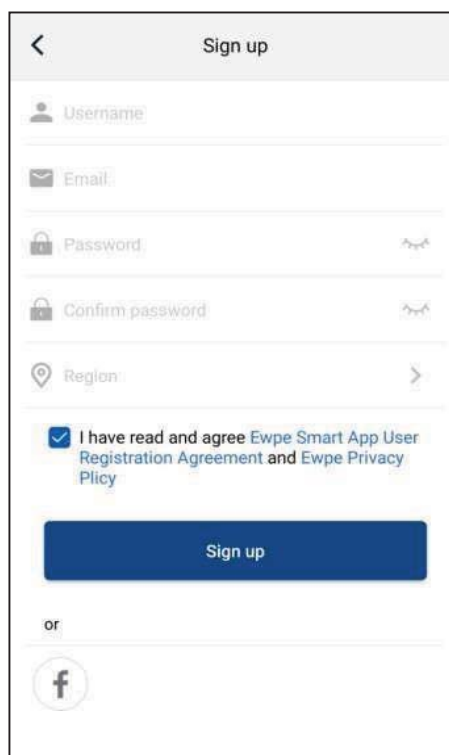 Sign up
Username
Email
Password
Confirm password
Region
I have read and agree Ewpe Smart App User
Registration Agreement and Ewpe Privacy
Plicy
Sign up
or
f